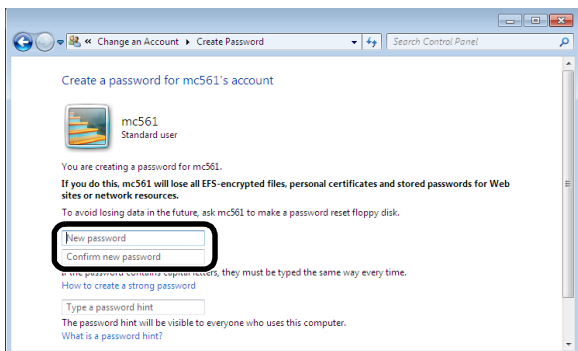 « Change an Account ▸ Create Password
Search Control Panel
Create a password for mc561's account
mc561
Standard user
You are creating a password for mc561.
If you do this, mc561 will lose all EFS-encrypted files, personal certificates and stored passwords for Web
sites or network resources.
To avoid losing data in the future, ask mc561 to make a password reset floppy disk.
New password
Confirm new password
If the password contains capital letters, they must be typed the same way every time.
How to create a strong password
Type a password hint
The password hint will be visible to everyone who uses this computer.
What is a password hint?